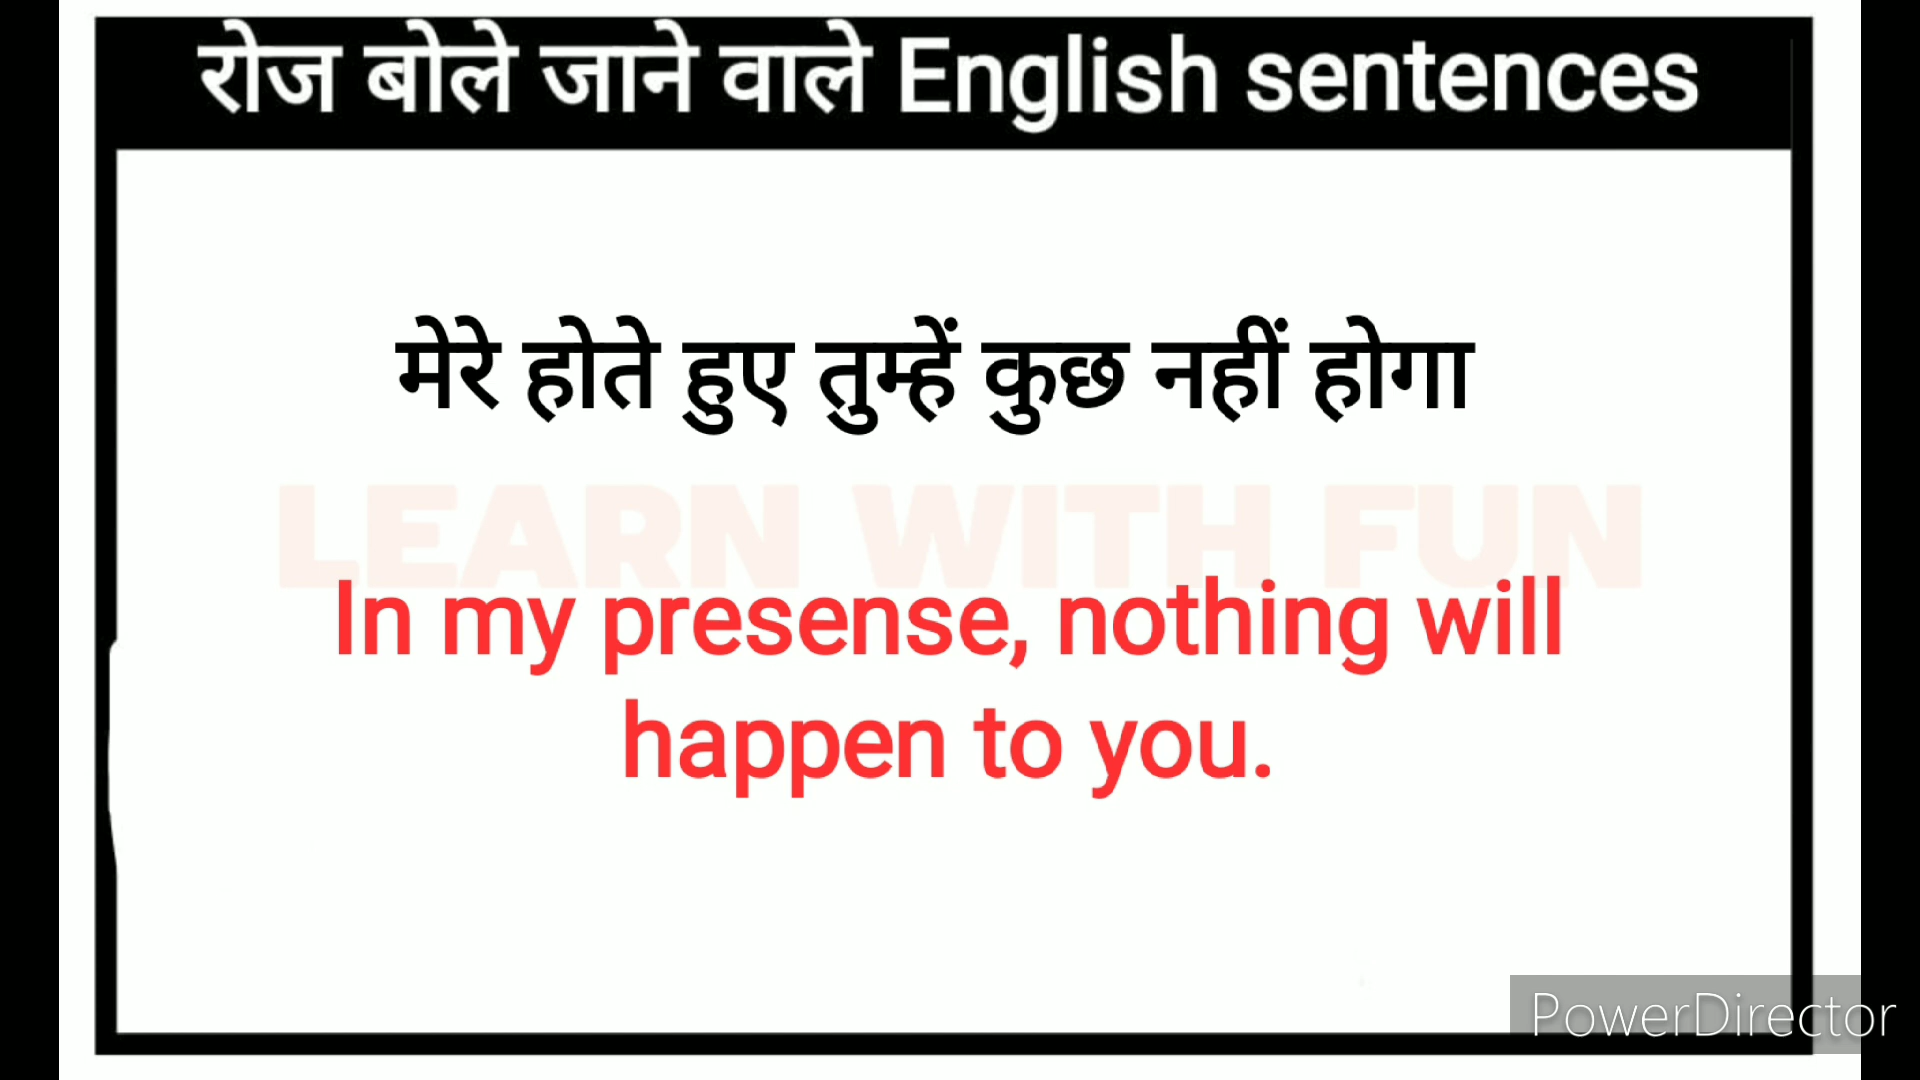 रोज बोले जाने वाले English sentences
मेरे होते हुए तुम्हें कुछ नहीं होगा
LEARN WITH FUN
In my presense, nothing will
happen to you.
PowerDirector